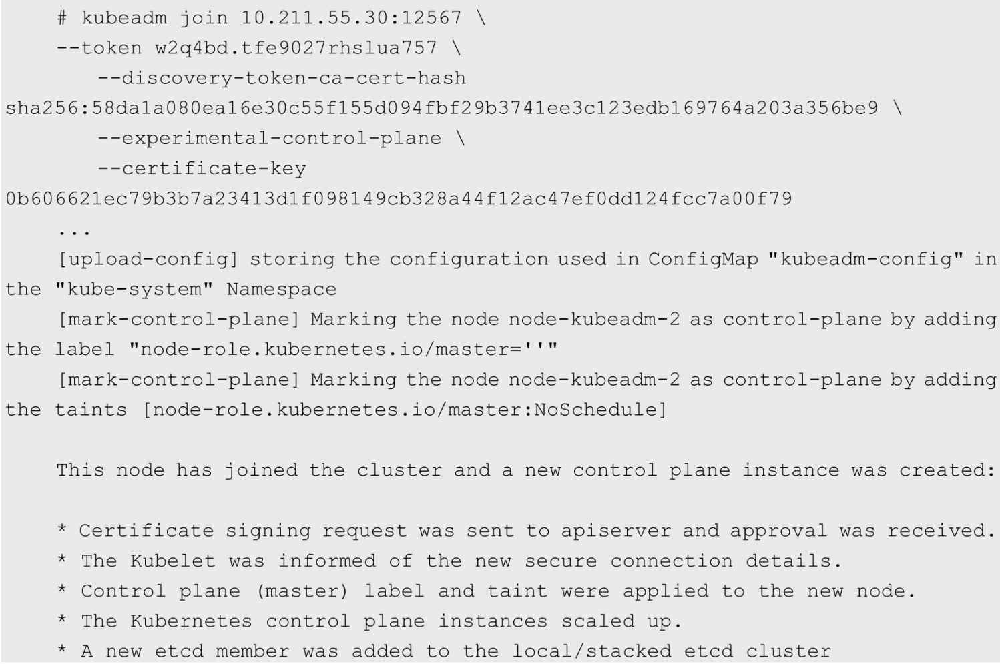 # kubeadm join 10.211.55.30:12567 \
--token w2q4bd.tfe9027rhslua757 \
--discovery-token-ca-cert-hash
sha256:58da1a080ea16e30c55f155d094fbf29b3741ee3c123edb169764a203a356be9 \
--experimental-control-plane \
--certificate-key
0b606621ec79b3b7a23413d1f098149cb328a44f12ac47ef0dd124fcc7a00f79
...
[upload-config] storing the configuration used in ConfigMap "kubeadm-config" in
the "kube-system" Namespace
[mark-control-plane] Marking the node node-kubeadm-2 as control-plane by adding
the label "node-role.kubernetes.io/master=''"
[mark-control-plane] Marking the node node-kubeadm-2 as control-plane by adding
the taints [node-role.kubernetes.io/master:NoSchedule]
This node has joined the cluster and a new control plane instance was created:
* Certificate signing request was sent to apiserver and approval was received.
* The Kubelet was informed of the new secure connection details.
* Control plane (master) label and taint were applied to the new node.
* The Kubernetes control plane instances scaled up.
* A new etcd member was added to the local/stacked etcd cluster